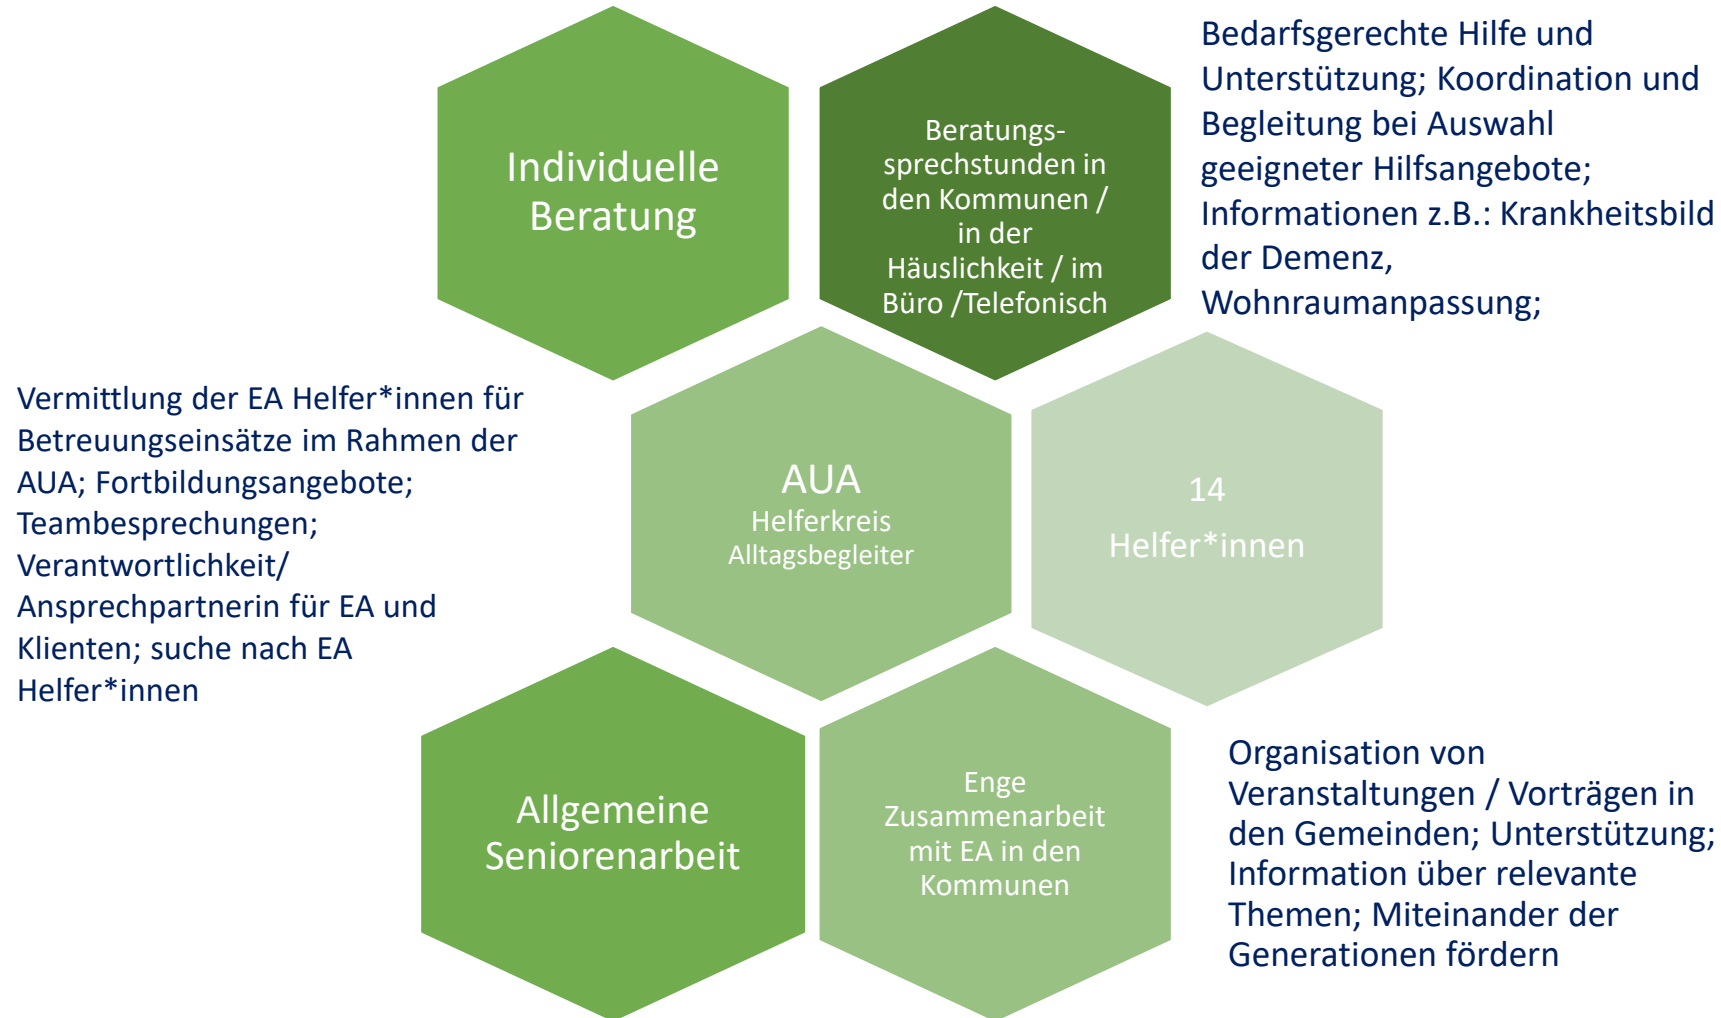 Individuelle
Beratung
Beratungs-
sprechstunden in
den Kommunen /
in der
Häuslichkeit / im
Büro /Telefonisch
Bedarfsgerechte Hilfe und
Unterstützung; Koordination und
Begleitung bei Auswahl
geeigneter Hilfsangebote;
Informationen z.B.: Krankheitsbild
der Demenz,
Wohnraumanpassung;
Vermittlung der EA Helfer*innen für
Betreuungseinsätze im Rahmen der
AUA; Fortbildungsangebote;
Teambesprechungen;
Verantwortlichkeit/
Ansprechpartnerin für EA und
Klienten; suche nach EA
Helfer*innen
AUA
Helferkreis
Alltagsbegleiter
14
Helfer*innen
Allgemeine
Seniorenarbeit
Enge
Zusammenarbeit
mit EA in den
Kommunen
Organisation von
Veranstaltungen / Vorträgen in
den Gemeinden; Unterstützung;
Information über relevante
Themen; Miteinander der
Generationen fördern